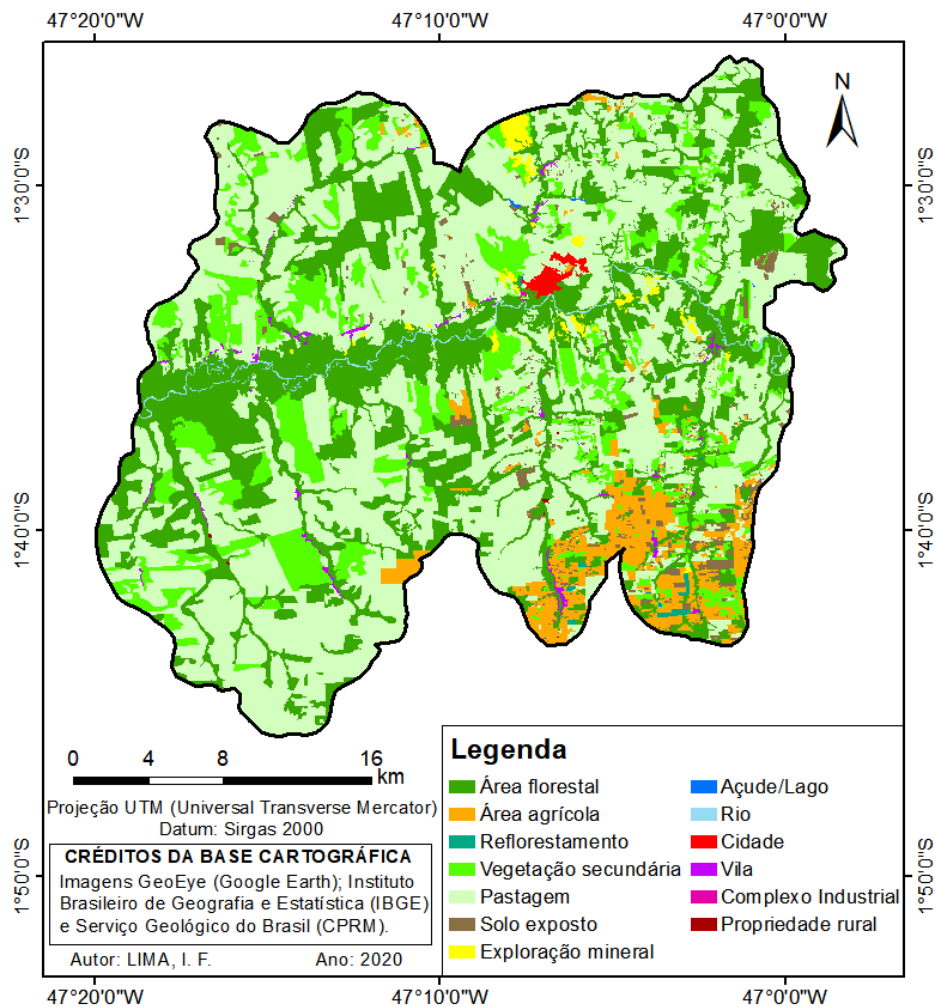 47°20'0"W 47°10'0"W 47°0'0"W
N
1°30'0"S 1°30'0"S
1°40'0"S 1°40'0"S
1°50'0"S 1°50'0"S
0 4 8 16
km
Projeção UTM (Universal Transverse Mercator)
Datum: Sirgas 2000
CRÉDITOS DA BASE CARTOGRÁFICA
Imagens GeoEye (Google Earth); Instituto
Brasileiro de Geografia e Estatística (IBGE)
e Serviço Geológico do Brasil (CPRM).
Autor: LIMA, I. F. Ano: 2020
Legenda
Área florestal
Área agrícola
Reflorestamento
Vegetação secundária
Pastagem
Solo exposto
Exploração mineral
Açude/Lago
Rio
Cidade
Vila
Complexo Industrial
Propriedade rural
47°20'0"W 47°10'0"W 47°0'0"W